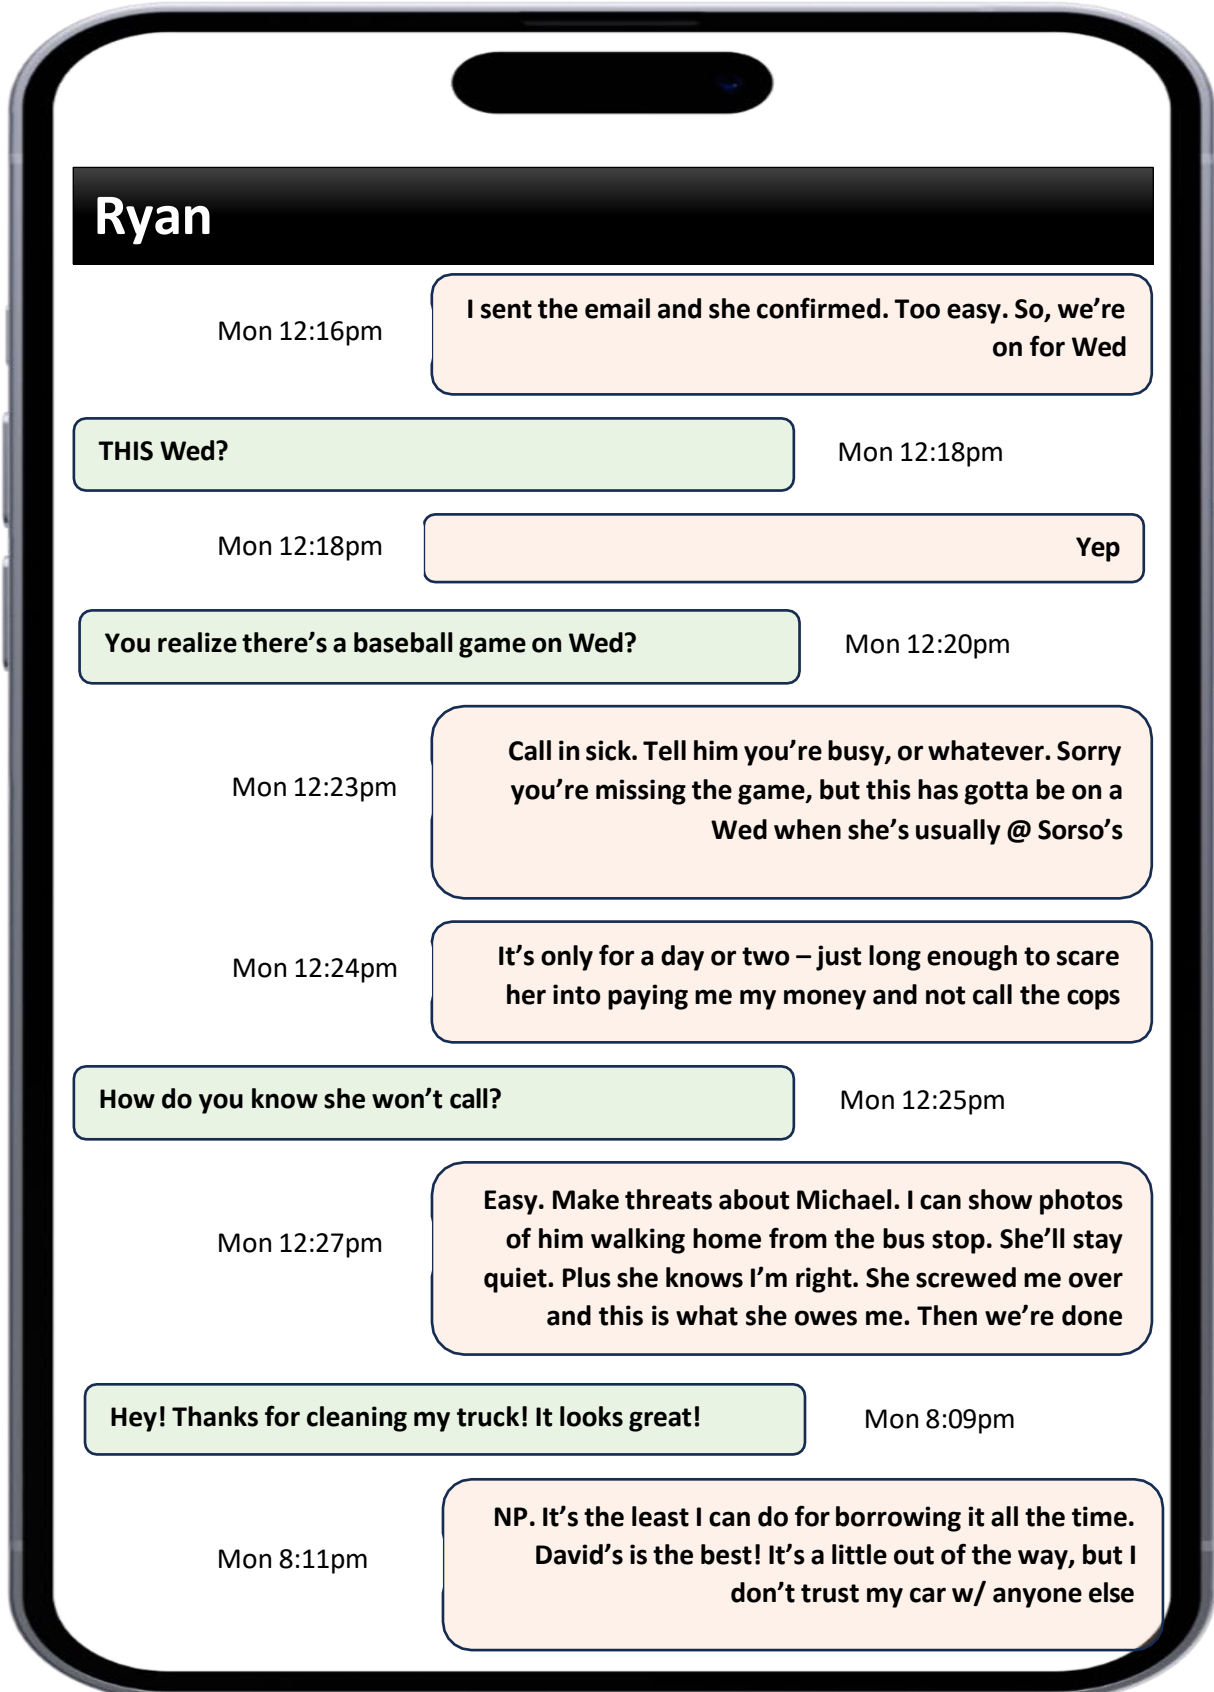 Ryan
Mon 12:16pm
I sent the email and she confirmed. Too easy. So, we’re
on for Wed
THIS Wed?
Mon 12:18pm
Mon 12:18pm
Yep
You realize there’s a baseball game on Wed?
Mon 12:20pm
Mon 12:23pm
Call in sick. Tell him you’re busy, or whatever. Sorry
you’re missing the game, but this has gotta be on a
Wed when she’s usually @ Sorso’s
Mon 12:24pm
It’s only for a day or two – just long enough to scare
her into paying me my money and not call the cops
How do you know she won’t call?
Mon 12:25pm
Mon 12:27pm
Easy. Make threats about Michael. I can show photos
of him walking home from the bus stop. She’ll stay
quiet. Plus she knows I’m right. She screwed me over
and this is what she owes me. Then we’re done
Hey! Thanks for cleaning my truck! It looks great!
Mon 8:09pm
Mon 8:11pm
NP. It’s the least I can do for borrowing it all the time.
David’s is the best! It’s a little out of the way, but I
don’t trust my car w/ anyone else